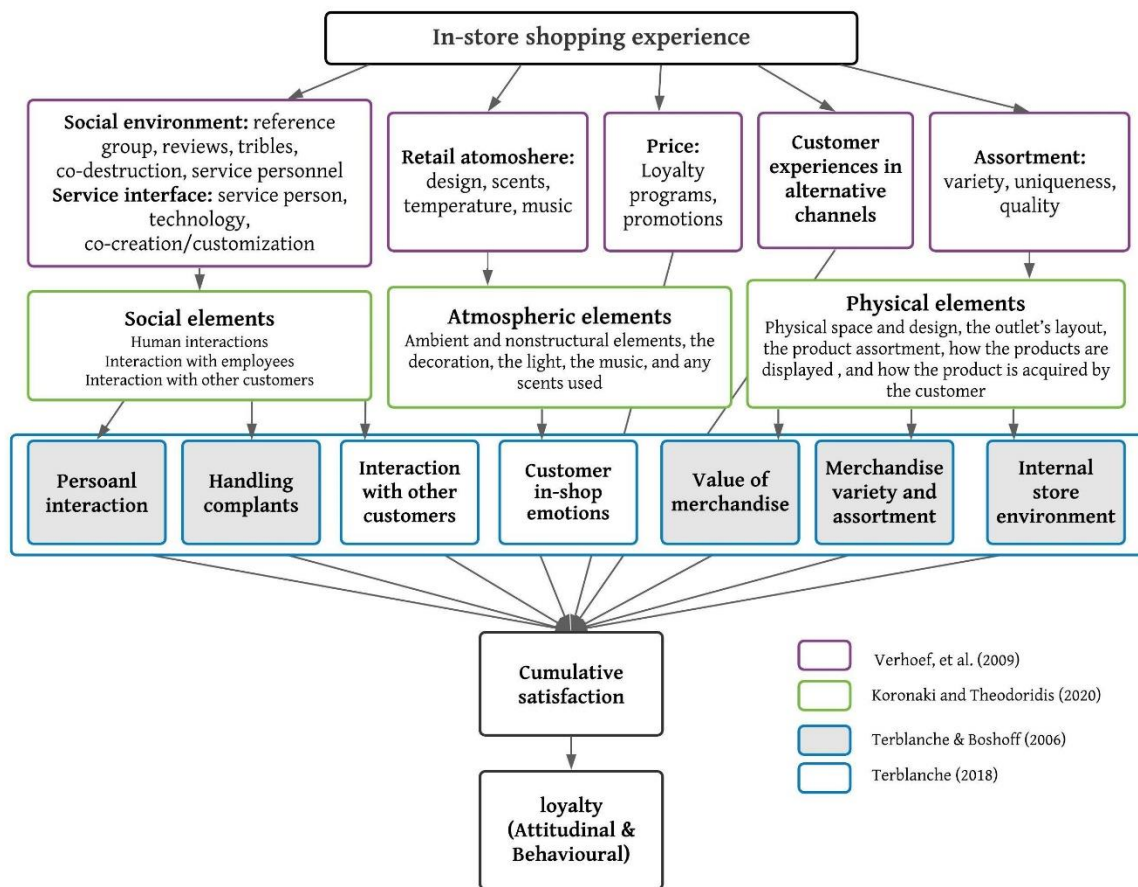 In-store shopping experience
Social environment: reference
group, reviews, tribles,
co-destruction, service personnel
Service interface: service person,
technology,
co-creation/customization
Retail atomoshere:
design, scents,
temperature, music
Price:
Loyalty
programs,
promotions
Customer
experiences in
alternative
channels
Assortment:
variety, uniqueness,
quality
Social elements
Human interactions
Interaction with employees
Interaction with other customers
Atmospheric elements
Ambient and nonstructural elements, the
decoration, the light, the music, and any
scents used
Physical elements
Physical space and design, the outlet's layout,
the product assortment, how the products are
displayed , and how the product is acquired by
the customer
Persoanl
interaction
Handling
complants
Interaction
with other
customers
Customer
in-shop
emotions
Value of
merchandise
Merchandise
variety and
assortment
Internal
store
environment
Cumulative
satisfaction
loyalty
(Attitudinal &
Behavioural)
Verhoef, et al. (2009)
Koronaki and Theodoridis (2020)
Terblanche & Boshoff (2006)
Terblanche (2018)